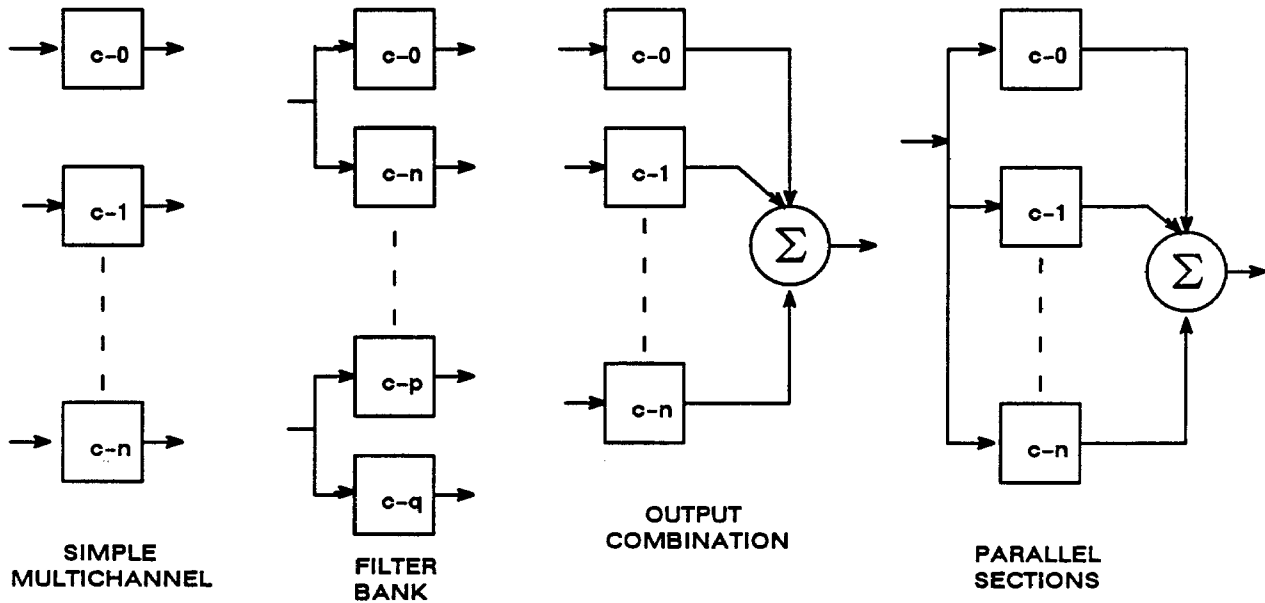 c-0
c-1
c-n
SIMPLE
MULTICHANNEL
c-0
c-n
c-p
c-q
FILTER
BANK
c-0
c-1
c-n
Σ
OUTPUT
COMBINATION
c-0
c-1
c-n
Σ
PARALLEL
SECTIONS